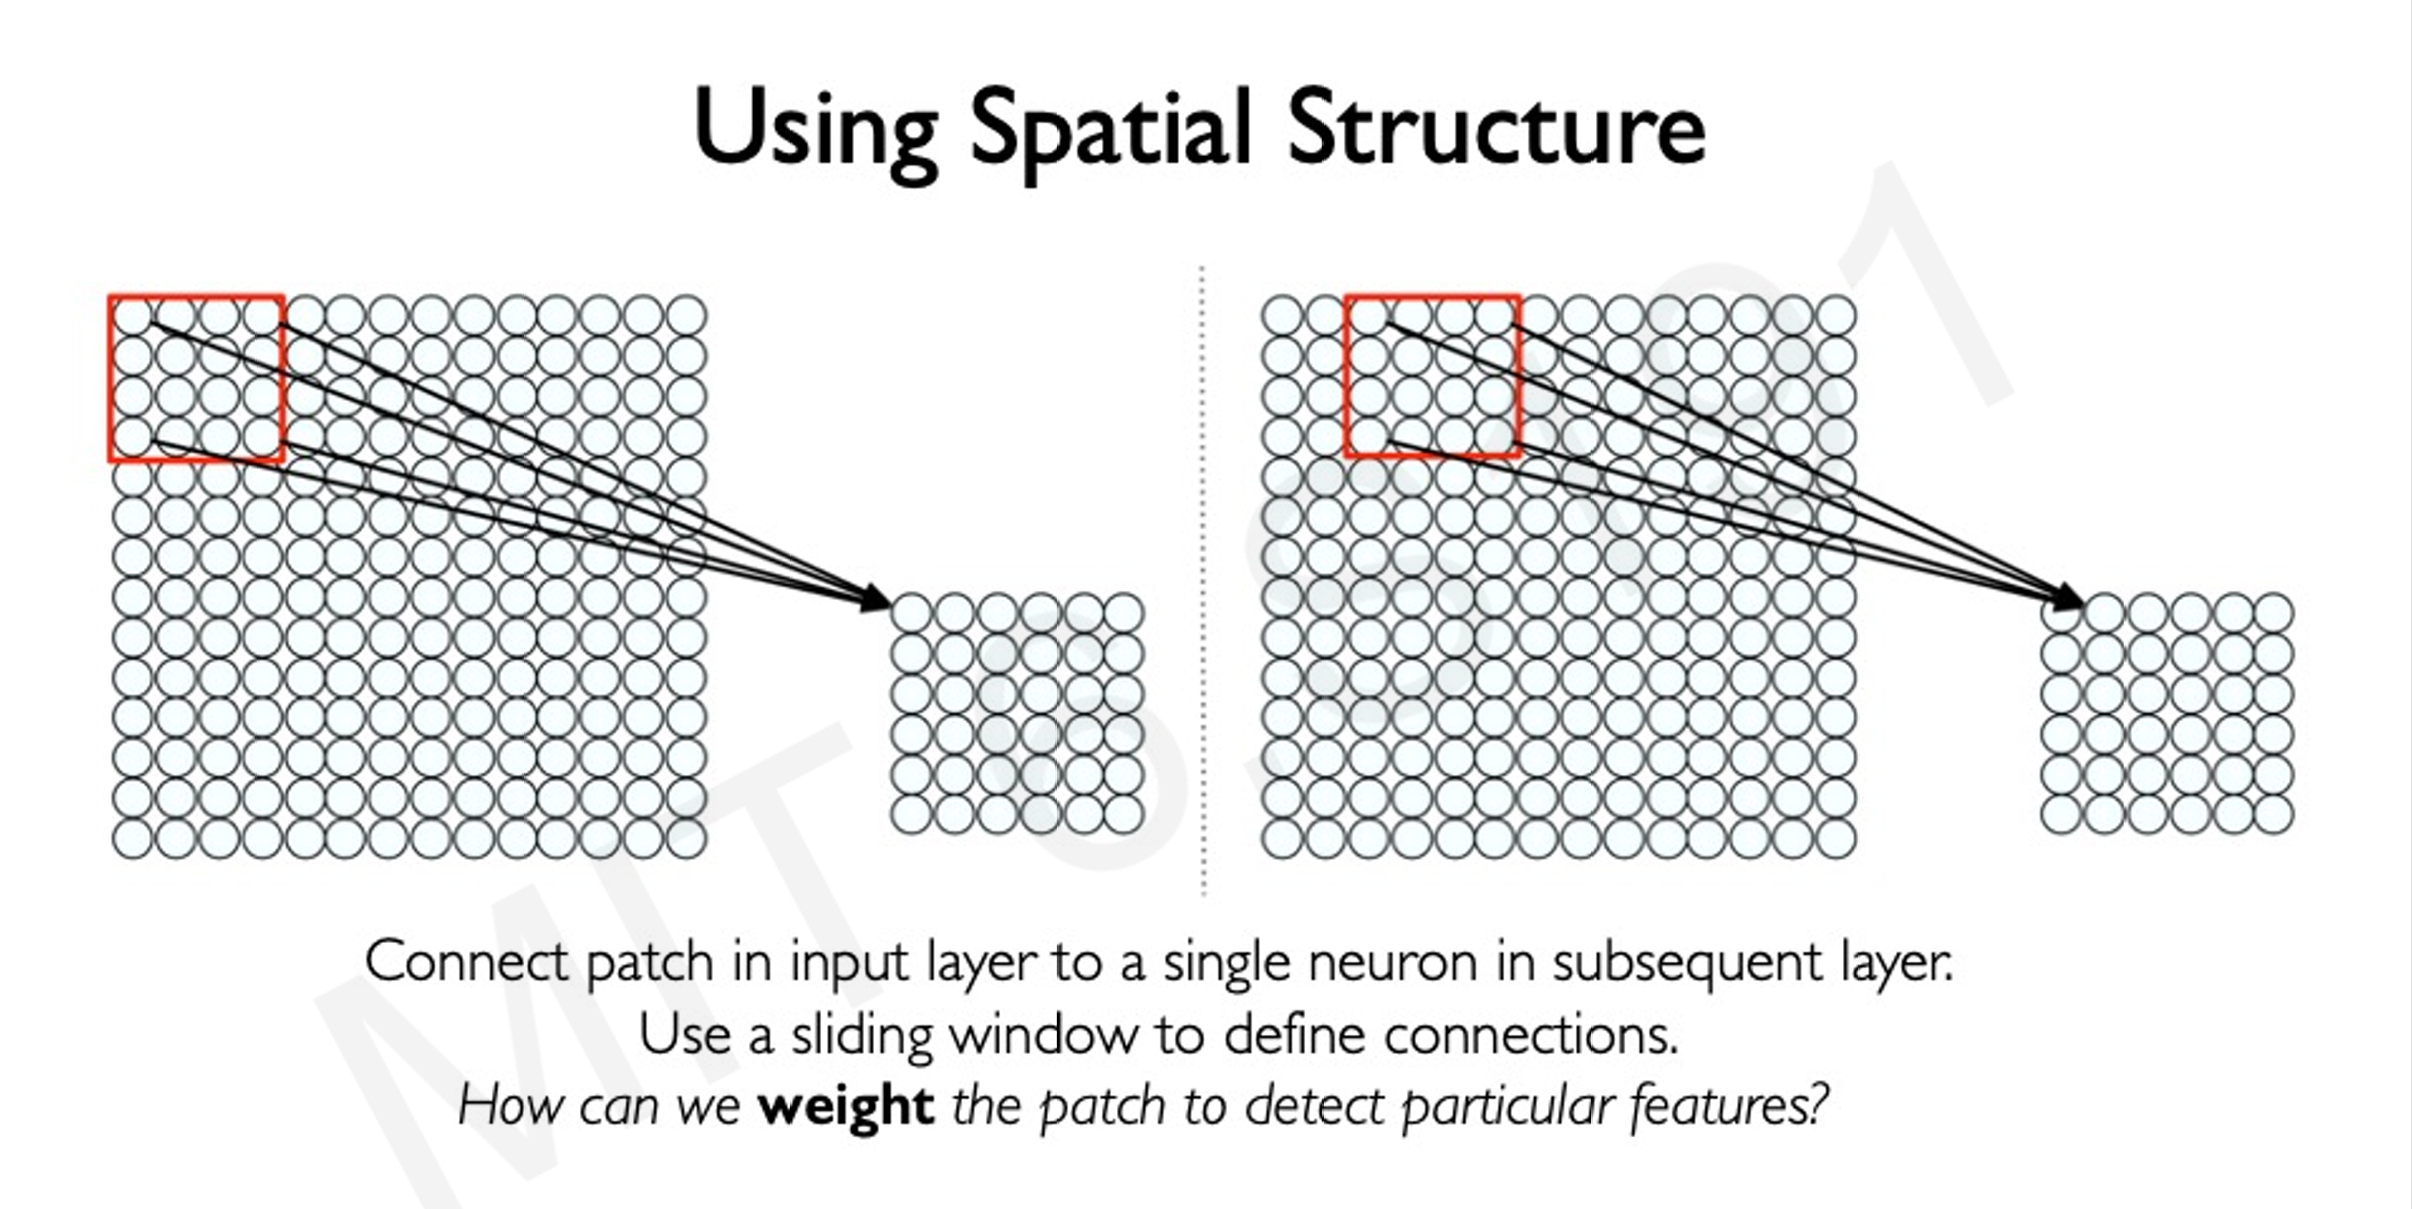 Using Spatial Structure
Connect patch in input layer to a single neuron in subsequent layer.
Use a sliding window to define connections.
How can we weight the patch to detect particular features?
MIT 6.S191